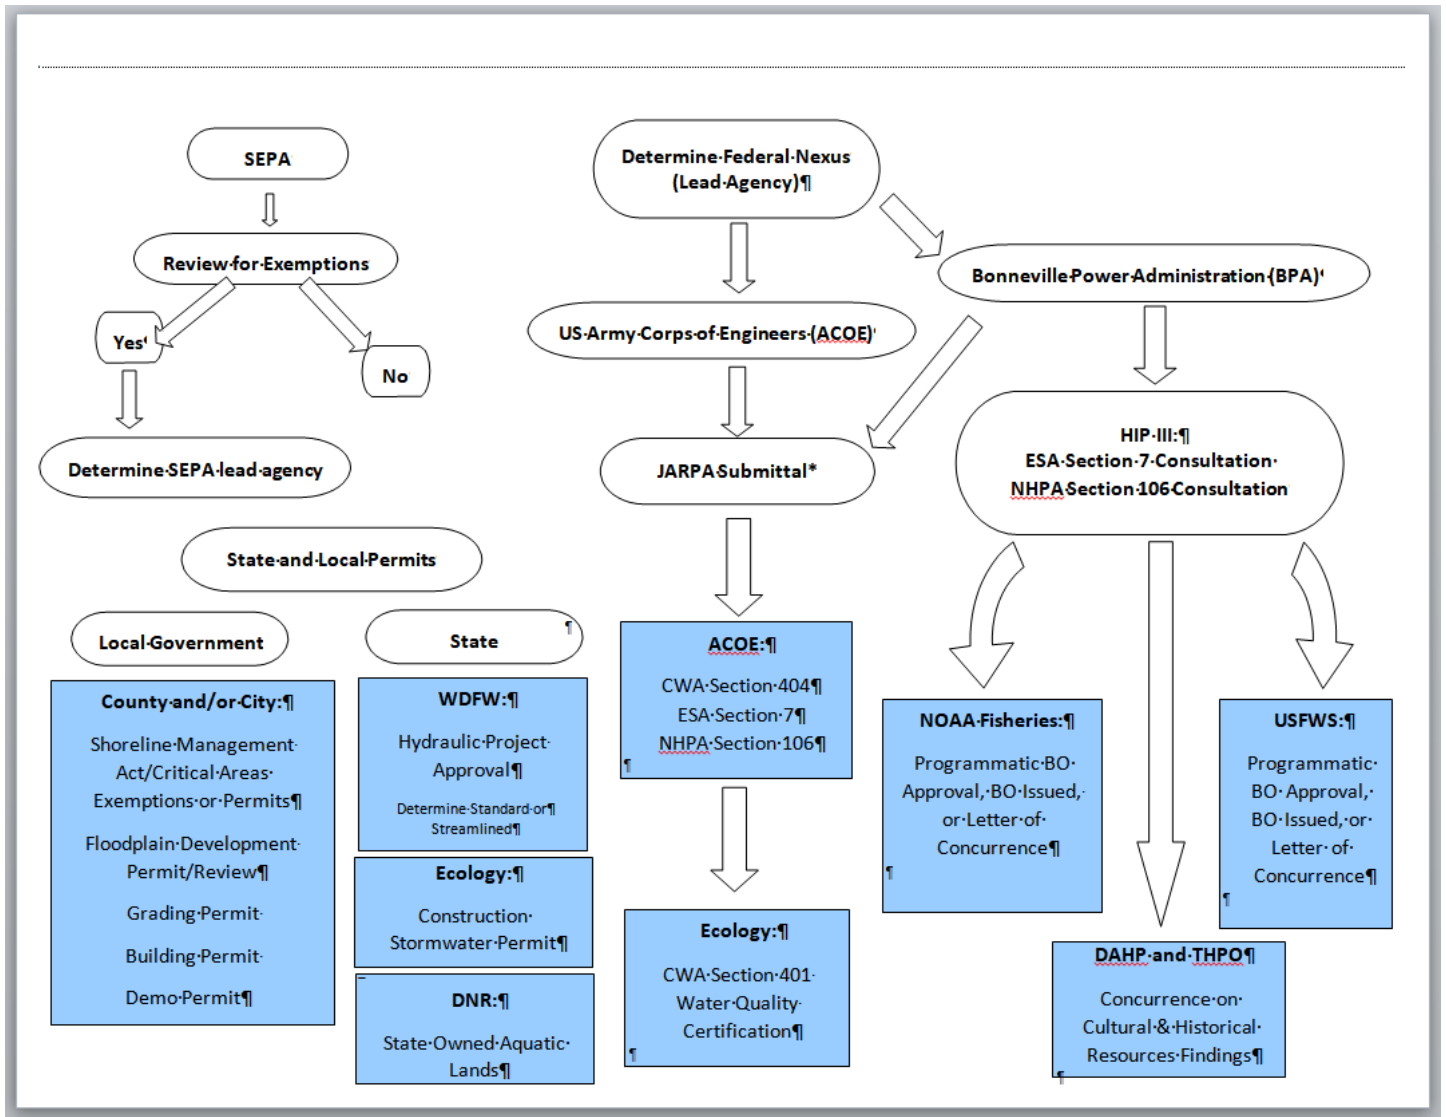 SEPA
Review for Exemptions
Yes
No
Determine SEPA lead agency
Determine Federal Nexus
(Lead Agency)¶
Bonneville Power Administration (BPA)
US Army Corps of Engineers (ACOE)
JARPA Submittal*
HIP III:¶
ESA Section 7 Consultation
NHPA Section 106 Consultation
State and Local Permits
Local Government
¶
State
County and/or City:¶
Shoreline Management
Act/Critical Areas
Exemptions or Permits¶
Floodplain Development
Permit/Review¶
Grading Permit
Building Permit
Demo Permit¶
WDFW:¶
Hydraulic Project
Approval¶
Determine Standard or¶
Streamlined¶
Ecology:¶
Construction
Stormwater Permit¶
DNR:¶
State Owned Aquatic
Lands¶
ACOE:¶
CWA Section 404¶
ESA Section 7¶
NHPA Section 106¶
¶
Ecology:¶
CWA Section 401
Water Quality
Certification¶
¶
NOAA Fisheries:¶
Programmatic BO
Approval, BO Issued,
or Letter of
Concurrence¶
¶
USFWS:¶
Programmatic
BO Approval,
BO Issued, or
Letter of
Concurrence¶
¶
DAHP and THPO¶
Concurrence on
Cultural & Historical
Resources Findings¶
¶